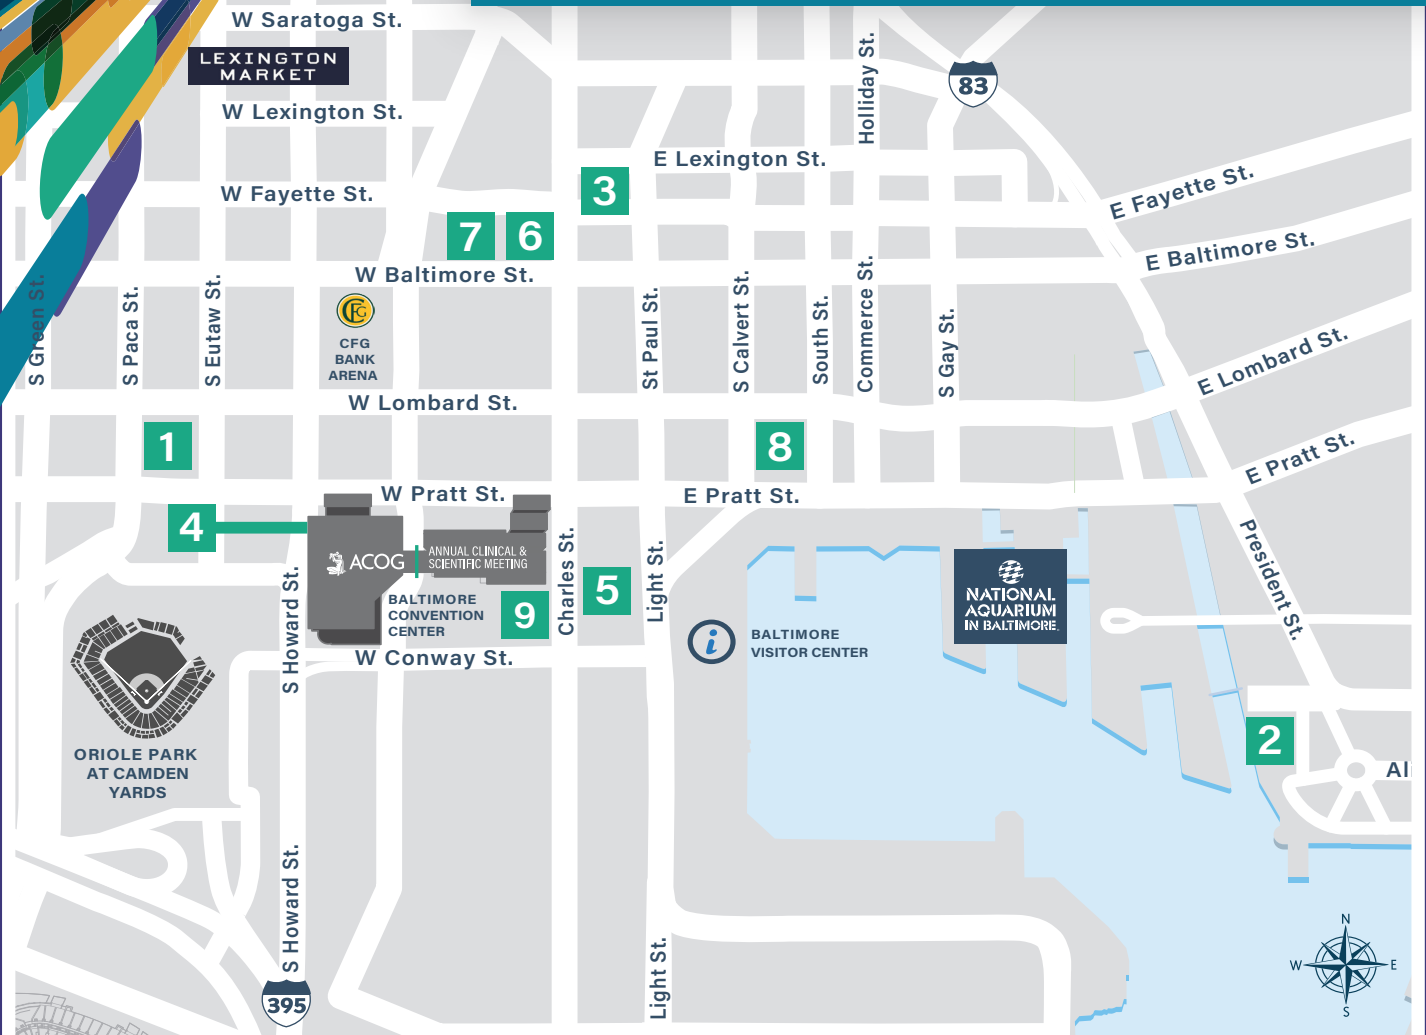 W Saratoga St.
LEXINGTON
MARKET
Holliday St.
83
W Lexington St.
E Lexington St.
W Fayette St.
3
E Fayette St.
7
6
E Baltimore St.
W Baltimore St.
S Green St.
S Paca St.
S Eutaw St.
CFG
CFG
BANK
ARENA
St Paul St.
S Calvert St.
South St.
Commerce St.
S Gay St.
E Lombard St.
W Lombard St.
1
8
E Pratt St.
W Pratt St.
E Pratt St.
4
ACOG
ANNUAL CLINICAL &
SCIENTIFIC MEETING
Charles St.
Light St.
President St.
5
NATIONAL
AQUARIUM
IN BALTIMORE
BALTIMORE
CONVENTION
CENTER
9
S Howard St.
i
BALTIMORE
VISITOR CENTER
W Conway St.
ORIOLE PARK
AT CAMDEN
YARDS
2
Ali
S Howard St.
Light St.
395
N
W
E
S